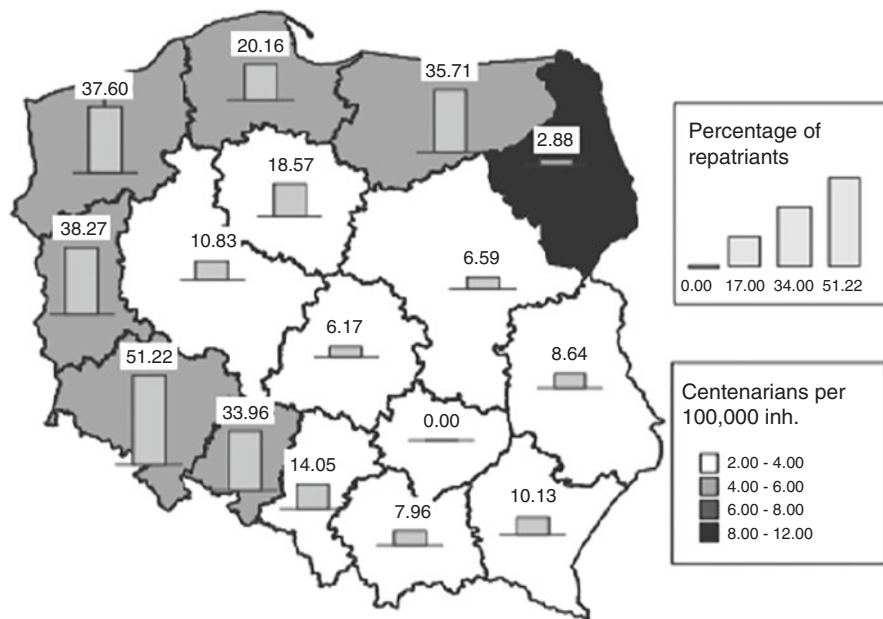 20.16
37.60
35.71
2.88
18.57
38.27
10.83
6.59
6.17
51.22
8.64
33.96
0.00
14.05
10.13
7.96
Percentage of
repatriants
0.00 17.00 34.00 51.22
Centenarians per
100,000 inh.
2.00 - 4.00
4.00 - 6.00
6.00 - 8.00
8.00 - 12.00